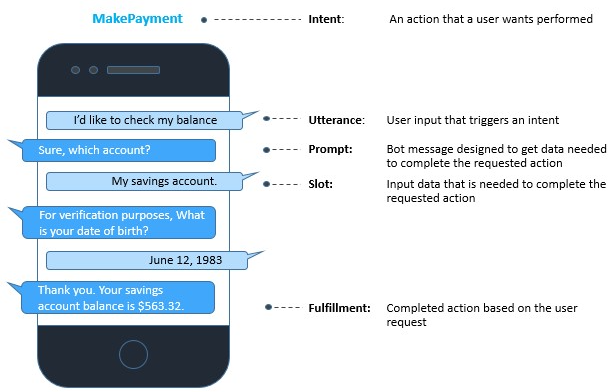 MakePayment
Intent: An action that a user wants performed
I'd like to check my balance
Utterance: User input that triggers an intent
Sure, which account?
Prompt: Bot message designed to get data needed
to complete the requested action
My savings account.
Slot: Input data that is needed to complete the
requested action
For verification purposes, What
is your date of birth?
June 12, 1983
Thank you. Your savings
account balance is $563.32.
Fulfillment: Completed action based on the user
request